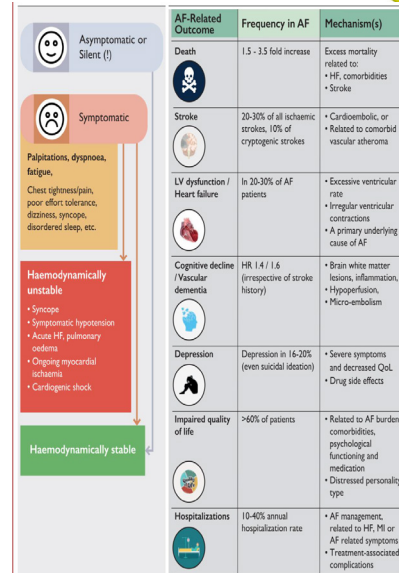 Asymptomatic or
Silent (!)
Symptomatic
Palpitations, dyspnoea,
fatigue,
Chest tightness/pain,
poor effort tolerance,
dizziness, syncope,
disordered sleep, etc.
Haemodynamically
unstable
• Syncope
• Symptomatic hypotension
• Acute HF, pulmonary
oedema
• Ongoing myocardial
ischaemia
• Cardiogenic shock
Haemodynamically stable
AF-Related
Outcome
Frequency in AF
Mechanism(s)
Death
1.5 - 3.5 fold increase
Excess mortality
related to:
• HF, comorbidities
• Stroke
Stroke
20-30% of all ischaemic
strokes, 10% of
cryptogenic strokes
• Cardioembolic, or
• Related to comorbid
vascular atheroma
LV dysfunction /
Heart failure
In 20-30% of AF
patients
• Excessive ventricular
rate
• Irregular ventricular
contractions
• A primary underlying
cause of AF
Cognitive decline
/ Vascular
dementia
HR 1.4 / 1.6
(irrespective of stroke
history)
• Brain white matter
lesions, inflammation,
• Hypoperfusion,
• Micro-embolism
Depression
Depression in 16-20%
(even suicidal ideation)
• Severe symptoms
and decreased QoL
• Drug side effects
Impaired quality
of life
>60% of patients
• Related to AF burden,
comorbidities,
psychological
functioning and
medication
• Distressed personality
type
Hospitalizations
10-40% annual
hospitalization rate
• AF management,
related to HF, MI or
AF related symptoms
• Treatment-associated
complications